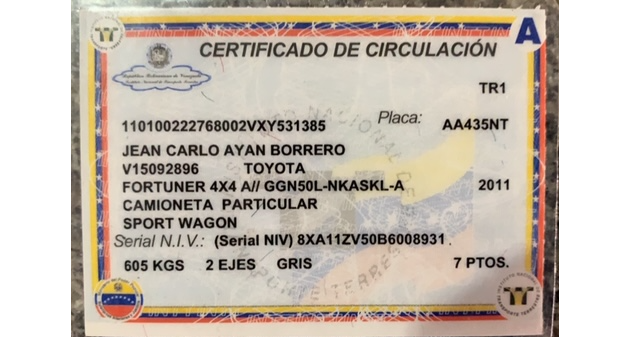 CERTIFICADO DE CIRCULACIÓN
A
República Bolivariana de Venezuela
TR1
110100222768002VXY531385 Placa: AA435NT
JEAN CARLO AYAN BORRERO
V15092896 TOYOTA
FORTUNER 4X4 A// GGN50L-NKASKL-A 2011
CAMIONETA PARTICULAR
SPORT WAGON
Serial N.I.V.: (Serial NIV) 8XA11ZV50B6008931
605 KGS 2 EJES GRIS 7 PTOS.